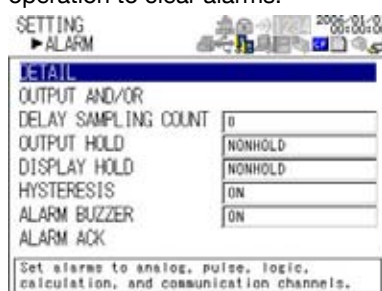 operation to clear alarms.
SETTING
►ALARM
DETAIL
OUTPUT AND/OR
DELAY SAMPLING COUNT 0
OUTPUT HOLD NONHOLD
DISPLAY HOLD NONHOLD
HYSTERESIS ON
ALARM BUZZER ON
ALARM ACK
Set alarms to analog, pulse, logic,
calculation, and communication channels.